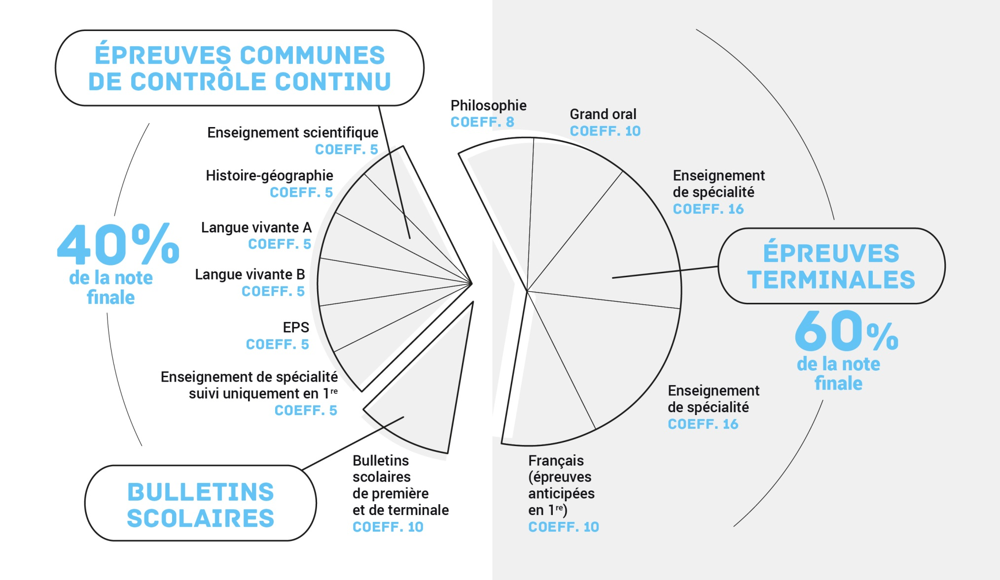 ÉPREUVES COMMUNES
DE CONTRÔLE CONTINU
Enseignement scientifique
COEFF. 5
Histoire-géographie
COEFF. 5
Langue vivante A
COEFF. 5
Langue vivante B
COEFF. 5
EPS
COEFF. 5
Enseignement de spécialité
suivi uniquement en 1re
COEFF. 5
40%
de la note
finale
BULLETINS
SCOLAIRES
Bulletins
scolaires
de première
et de terminale
COEFF. 10
Philosophie
COEFF. 8
Grand oral
COEFF. 10
Enseignement
de spécialité
COEFF. 16
ÉPREUVES
TERMINALES
60%
de la note
finale
Enseignement
de spécialité
COEFF. 16
Français
(épreuves
anticipées
en 1re)
COEFF. 10